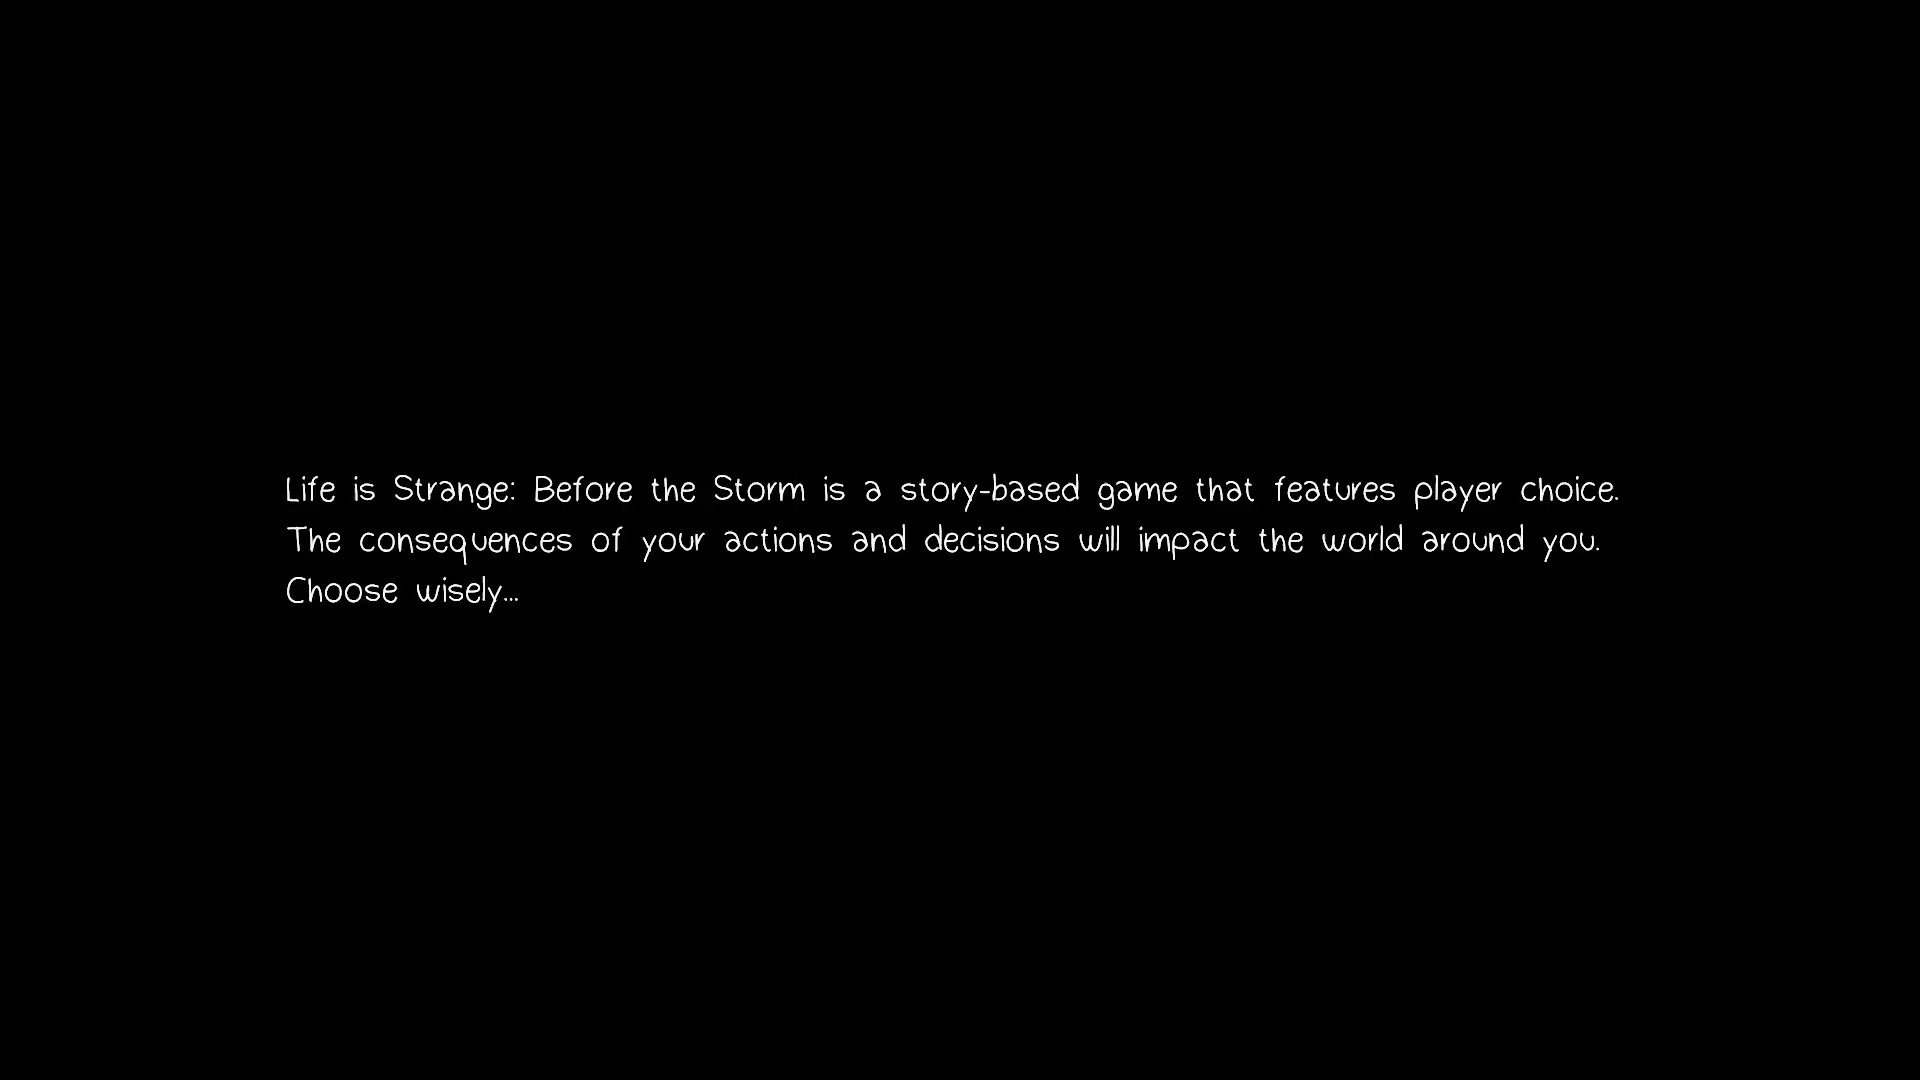 Life is Strange: Before the Storm is a story-based game that features player choice.
The consequences of your actions and decisions will impact the world around you.
Choose wisely...